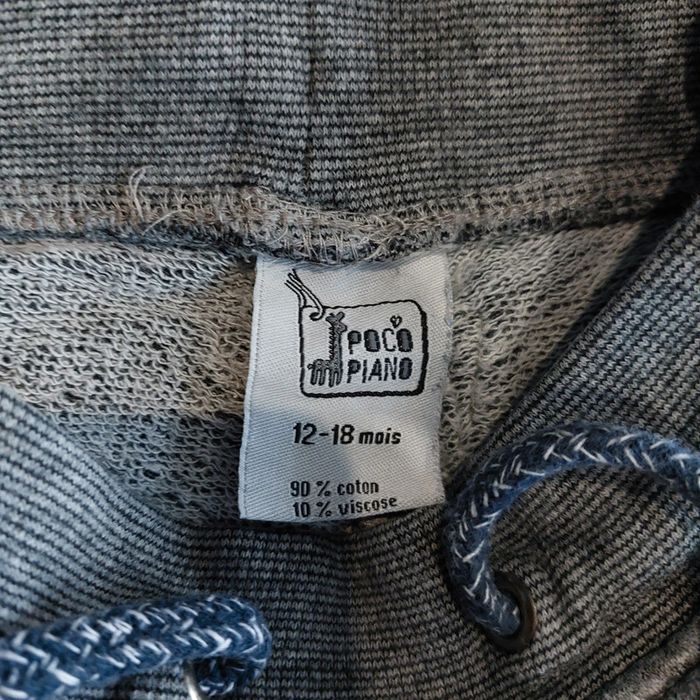 POCO
PIANO
12-18 mois
90 % coton
10 % viscose